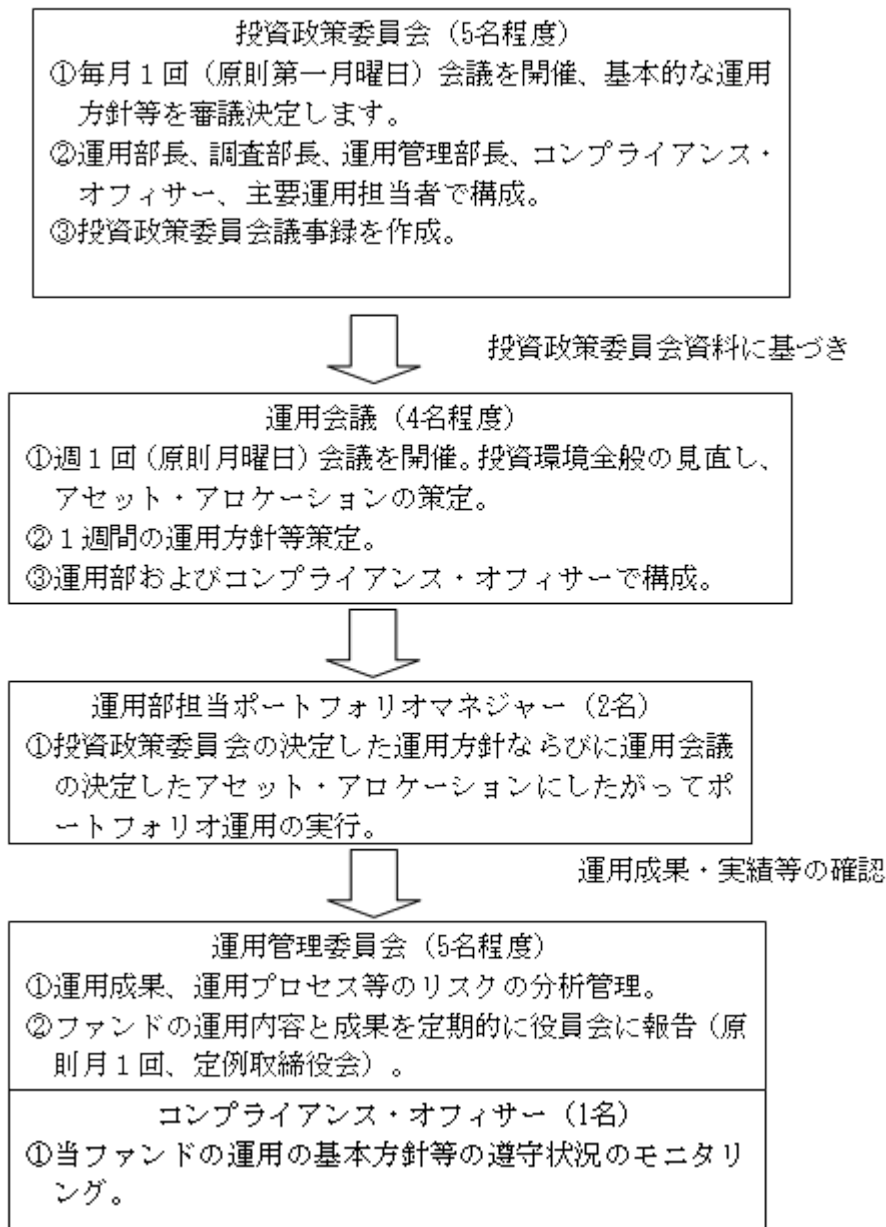 投資政策委員会（5名程度）
①毎月１回（原則第一月曜日）会議を開催、基本的な運用
方針等を審議決定します。
②運用部長、調査部長、運用管理部長、コンプライアンス・
オフィサー、主要運用担当者で構成。
③投資政策委員会議事録を作成。
投資政策委員会資料に基づき
運用会議（4名程度）
①週１回（原則月曜日）会議を開催。投資環境全般の見直し、
アセット・アロケーションの策定。
②１週間の運用方針等策定。
③運用部およびコンプライアンス・オフィサーで構成。
運用部担当ポートフォリオマネジャー（2名）
①投資政策委員会の決定した運用方針ならびに運用会議
の決定したアセット・アロケーションにしたがってポ
ートフォリオ運用の実行。
運用成果・実績等の確認
運用管理委員会（5名程度）
①運用成果、運用プロセス等のリスクの分析管理。
②ファンドの運用内容と成果を定期的に役員会に報告（原
則月１回、定例取締役会）。
コンプライアンス・オフィサー（1名）
①当ファンドの運用の基本方針等の遵守状況のモニタリ
ング。